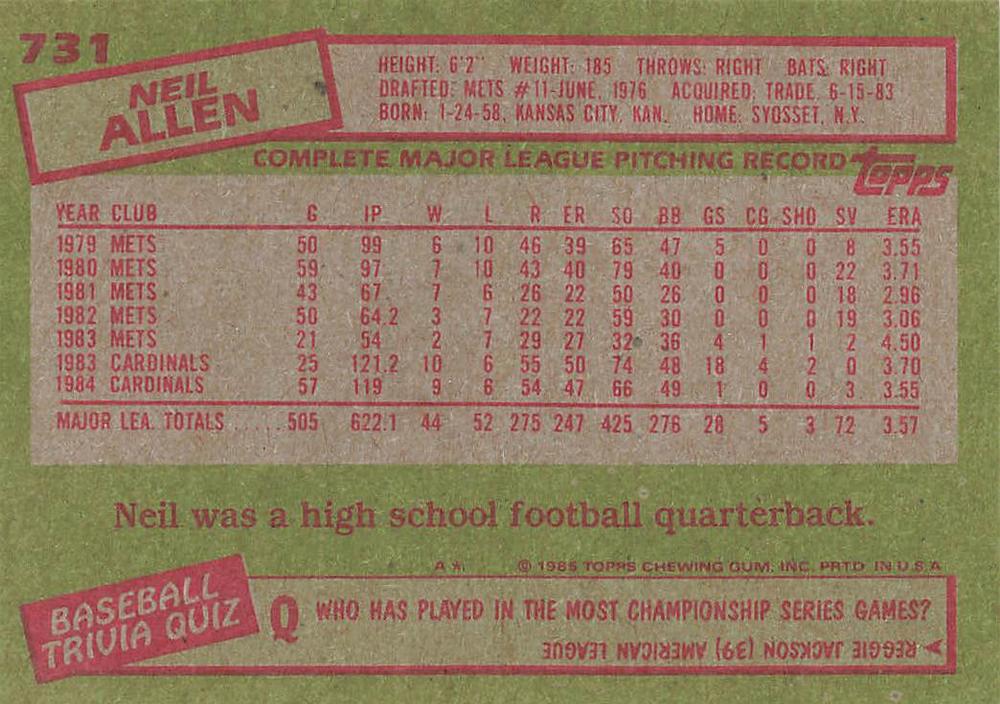 731
NEIL
ALLEN
HEIGHT: 6'2" WEIGHT: 185 THROWS: RIGHT BATS: RIGHT
DRAFTED: METS #11-JUNE, 1976 ACQUIRED: TRADE, 6-15-83
BORN: 1-24-58, KANSAS CITY, KAN. HOME: SYOSSET, N.Y.
COMPLETE MAJOR LEAGUE PITCHING RECORD topps
YEAR CLUB G IP W L R ER SO BB GS CG SHO SV ERA
1979 METS 50 99 6 10 46 39 65 47 5 0 0 8 3.55
1980 METS 59 97 7 10 43 40 79 40 0 0 0 22 3.71
1981 METS 43 67 7 6 26 22 50 26 0 0 0 18 2.96
1982 METS 50 64.2 3 7 22 22 59 30 0 0 0 19 3.06
1983 METS 21 54 2 7 29 27 32 36 4 1 1 2 4.50
1983 CARDINALS 25 121.2 10 6 55 50 74 48 18 4 2 0 3.70
1984 CARDINALS 57 119 9 6 54 47 66 49 1 0 0 3 3.55
MAJOR LEA. TOTALS ..... 505 622.1 44 52 275 247 425 276 28 5 3 72 3.57
Neil was a high school football quarterback.
A* © 1985 TOPPS CHEWING GUM, INC. PRTD. IN U.S.A.
BASEBALL
TRIVIA QUIZ
Q WHO HAS PLAYED IN THE MOST CHAMPIONSHIP SERIES GAMES?
A REGGIE JACKSON (39) AMERICAN LEAGUE